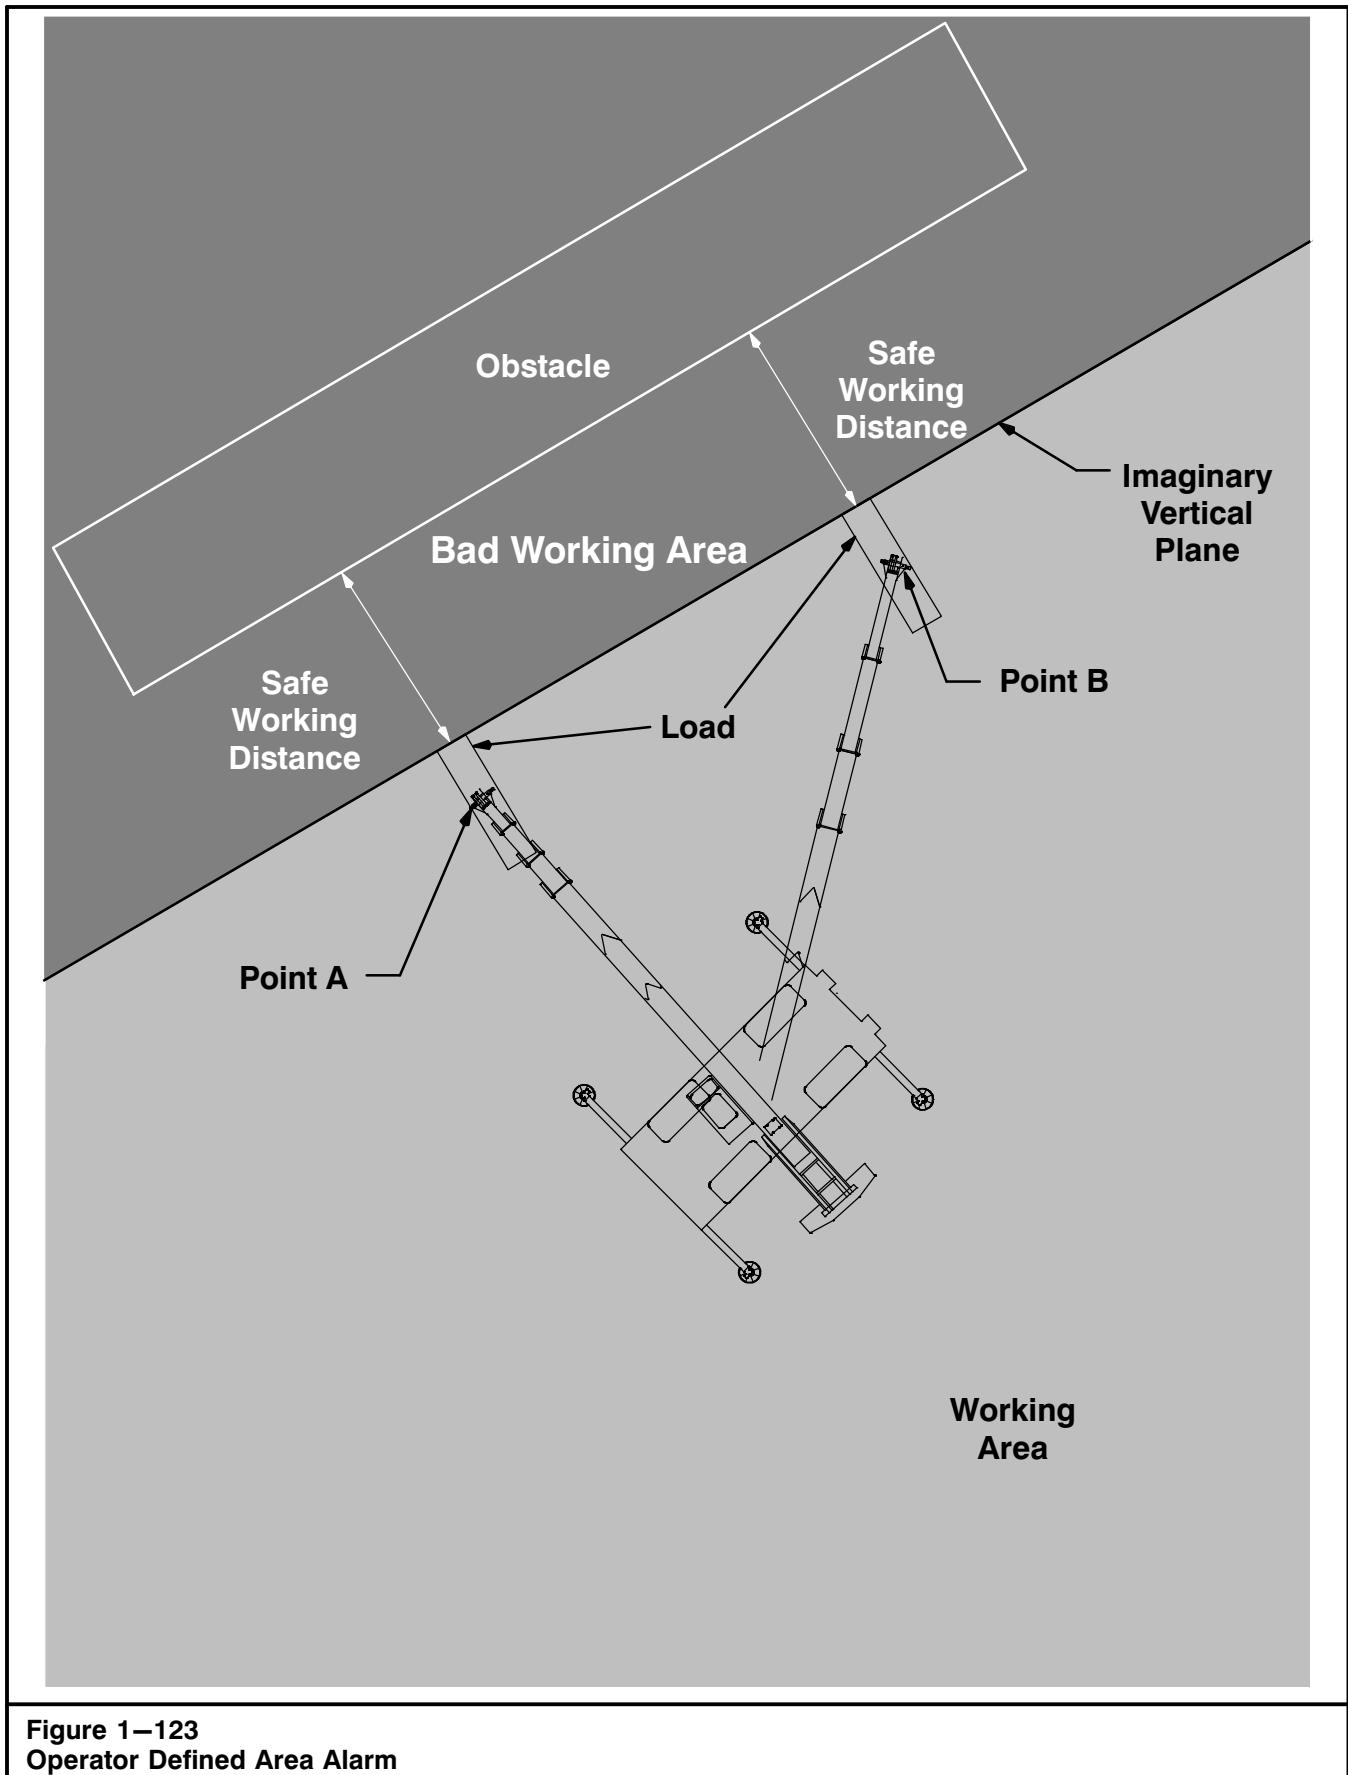 Obstacle
Safe
Working
Distance
Imaginary
Vertical
Plane
Bad Working Area
Safe
Working
Distance
Load
Point B
Point A
Working
Area
Figure 1—123
Operator Defined Area Alarm